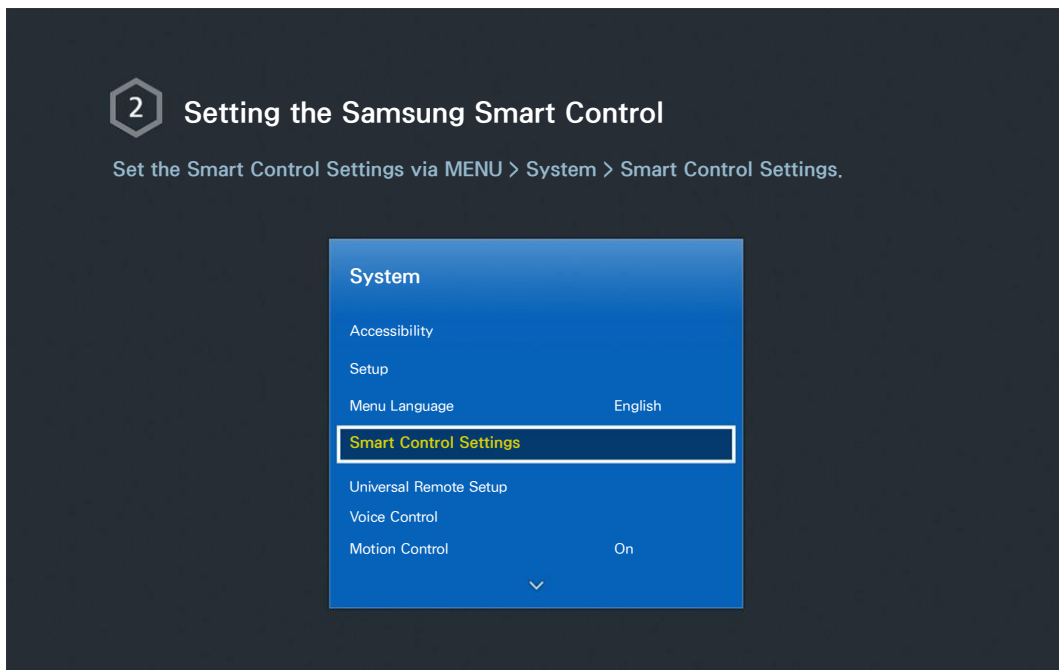 2
Setting the Samsung Smart Control
Set the Smart Control Settings via MENU > System > Smart Control Settings.
System
Accessibility
Setup
Menu Language English
Smart Control Settings
Universal Remote Setup
Voice Control
Motion Control On